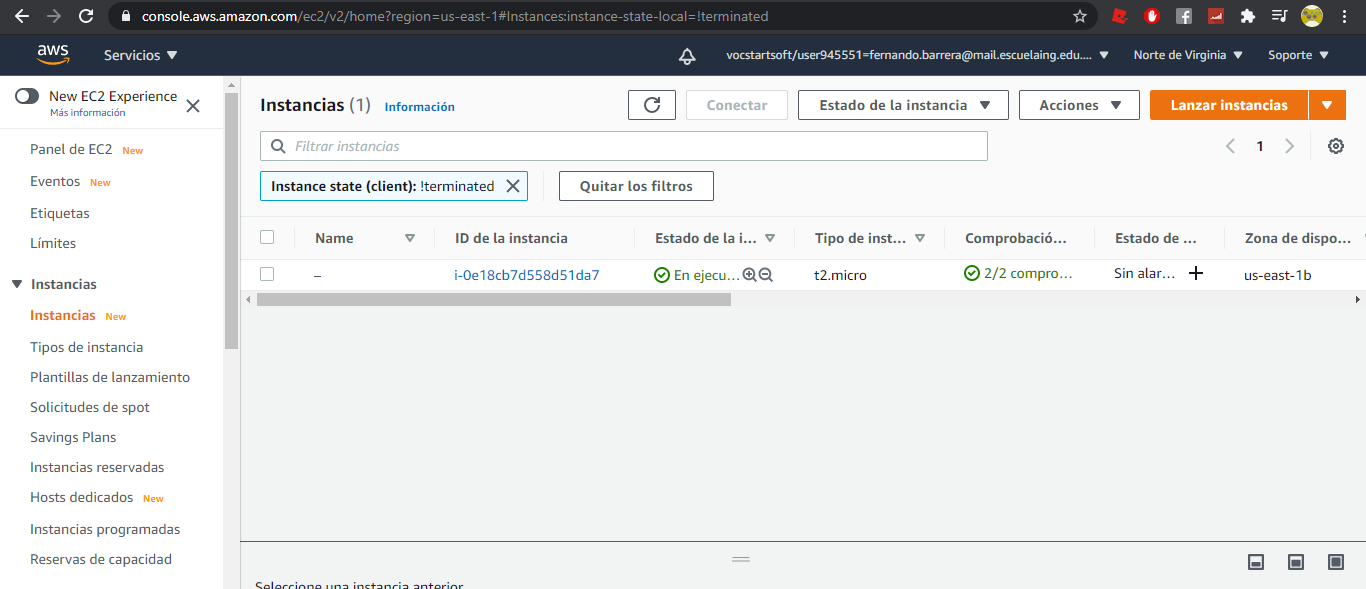 console.aws.amazon.com/ec2/v2/home?region=us-east-1#Instances:instance-state-local=!terminated
aws Servicios vocstartsoft/user945551=fernando.barrera@mail.escuelaing.edu.... Norte de Virginia Soporte
New EC2 Experience
Más información
Panel de EC2 New
Eventos New
Etiquetas
Límites
Instancias
Instancias New
Tipos de instancia
Plantillas de lanzamiento
Solicitudes de spot
Savings Plans
Instancias reservadas
Hosts dedicados New
Instancias programadas
Reservas de capacidad
Instancias (1) Información Conectar Estado de la instancia Acciones Lanzar instancias
Filtrar instancias 1
Instance state (client): !terminated Quitar los filtros
Name ID de la instancia Estado de la i... Tipo de inst... Comprobació... Estado de ... Zona de dispo...
– i-0e18cb7d558d51da7 En ejecu... t2.micro 2/2 compro... Sin alar... us-east-1b
Seleccione una instancia anterior